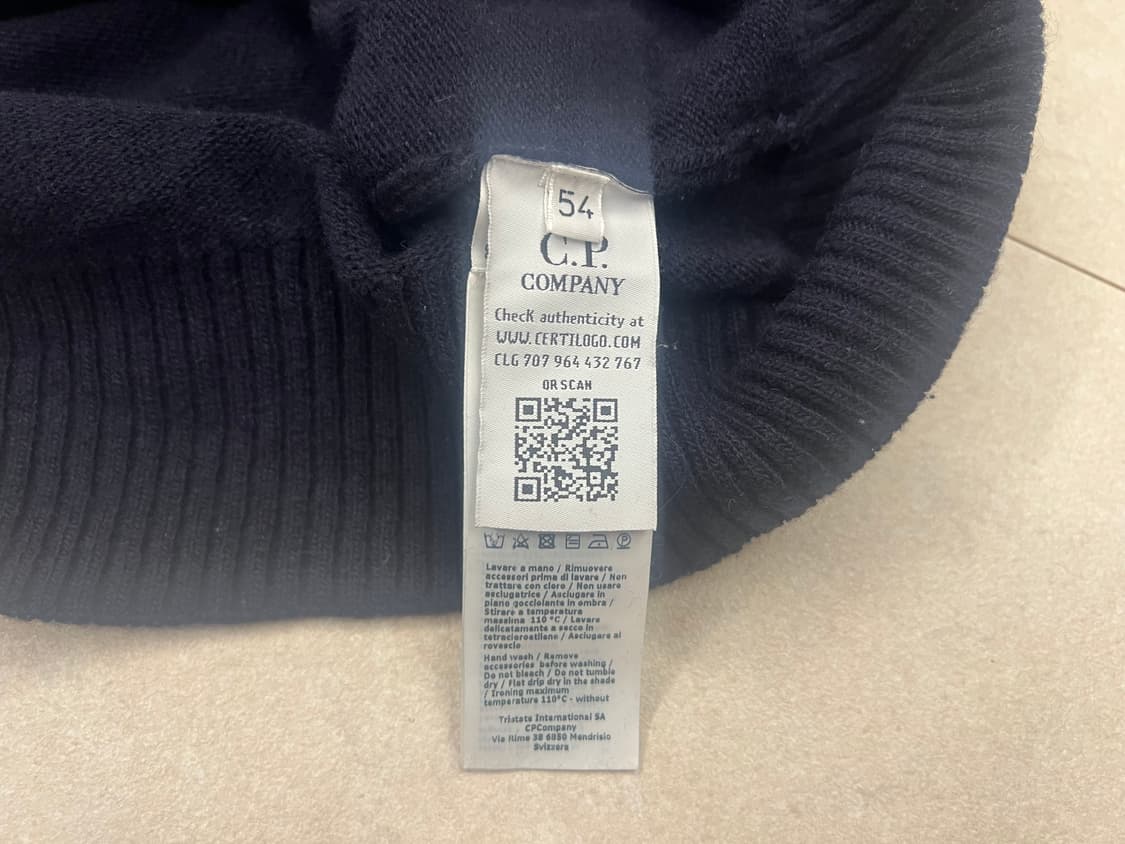 54
C.P.
COMPANY
Check authenticity at
WWW.CERTILOGO.COM
CLG 707 964 432 767
OR SCAN
Lavare a mano / Rimuovere
accessori prima di lavare / Non
trattare con cloro / Non usare
asciugatrice / Asciugare in
piano gocciolante in ombra /
Stirare a temperatura
massima 110 °C / Lavare
delicatamente a secco in
tetracloroetilene / Asciugare al
rovescio
Hand wash / Remove
accessories before washing /
Do not bleach / Do not tumble
dry / Flat drip dry in the shade
/ Ironing maximum
temperature 110°C - without
Tristate International SA
CPCompany
Via Rime 38 6850 Mendrisio
Svizzera